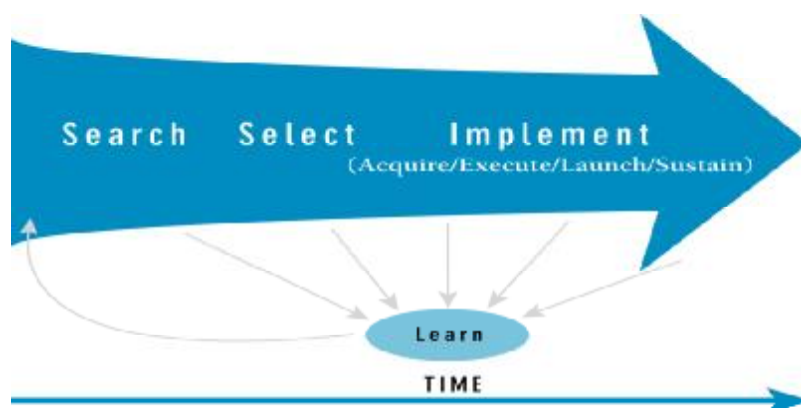 Search Select Implement
(Acquire/Execute/Launch/Sustain)
Learn
TIME